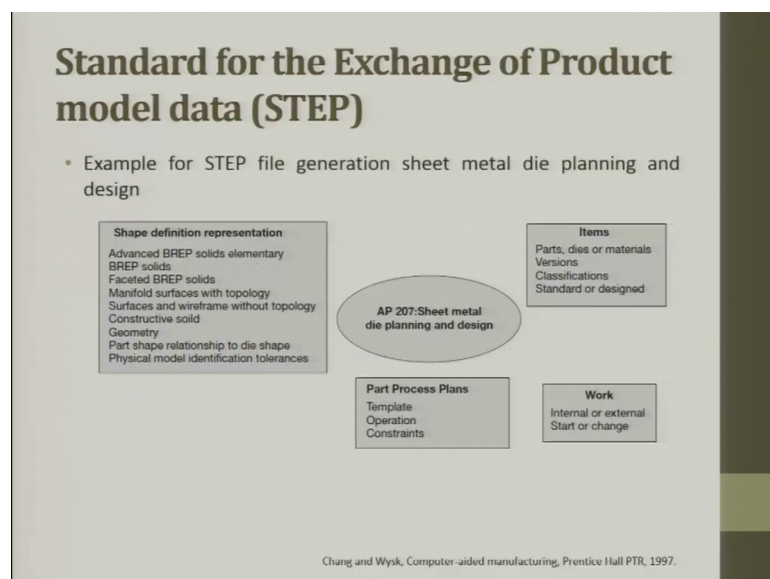 Standard for the Exchange of Product
model data (STEP)
• Example for STEP file generation sheet metal die planning and
design
Shape definition representation
Advanced BREP solids elementary
BREP solids
Faceted BREP solids
Manifold surfaces with topology
Surfaces and wireframe without topology
Constructive soild
Geometry
Part shape relationship to die shape
Physical model identification tolerances
Items
Parts, dies or materials
Versions
Classifications
Standard or designed
AP 207:Sheet metal
die planning and design
Part Process Plans
Template
Operation
Constraints
Work
Internal or external
Start or change
Chang and Wysk, Computer-aided manufacturing, Prentice Hall PTR, 1997.